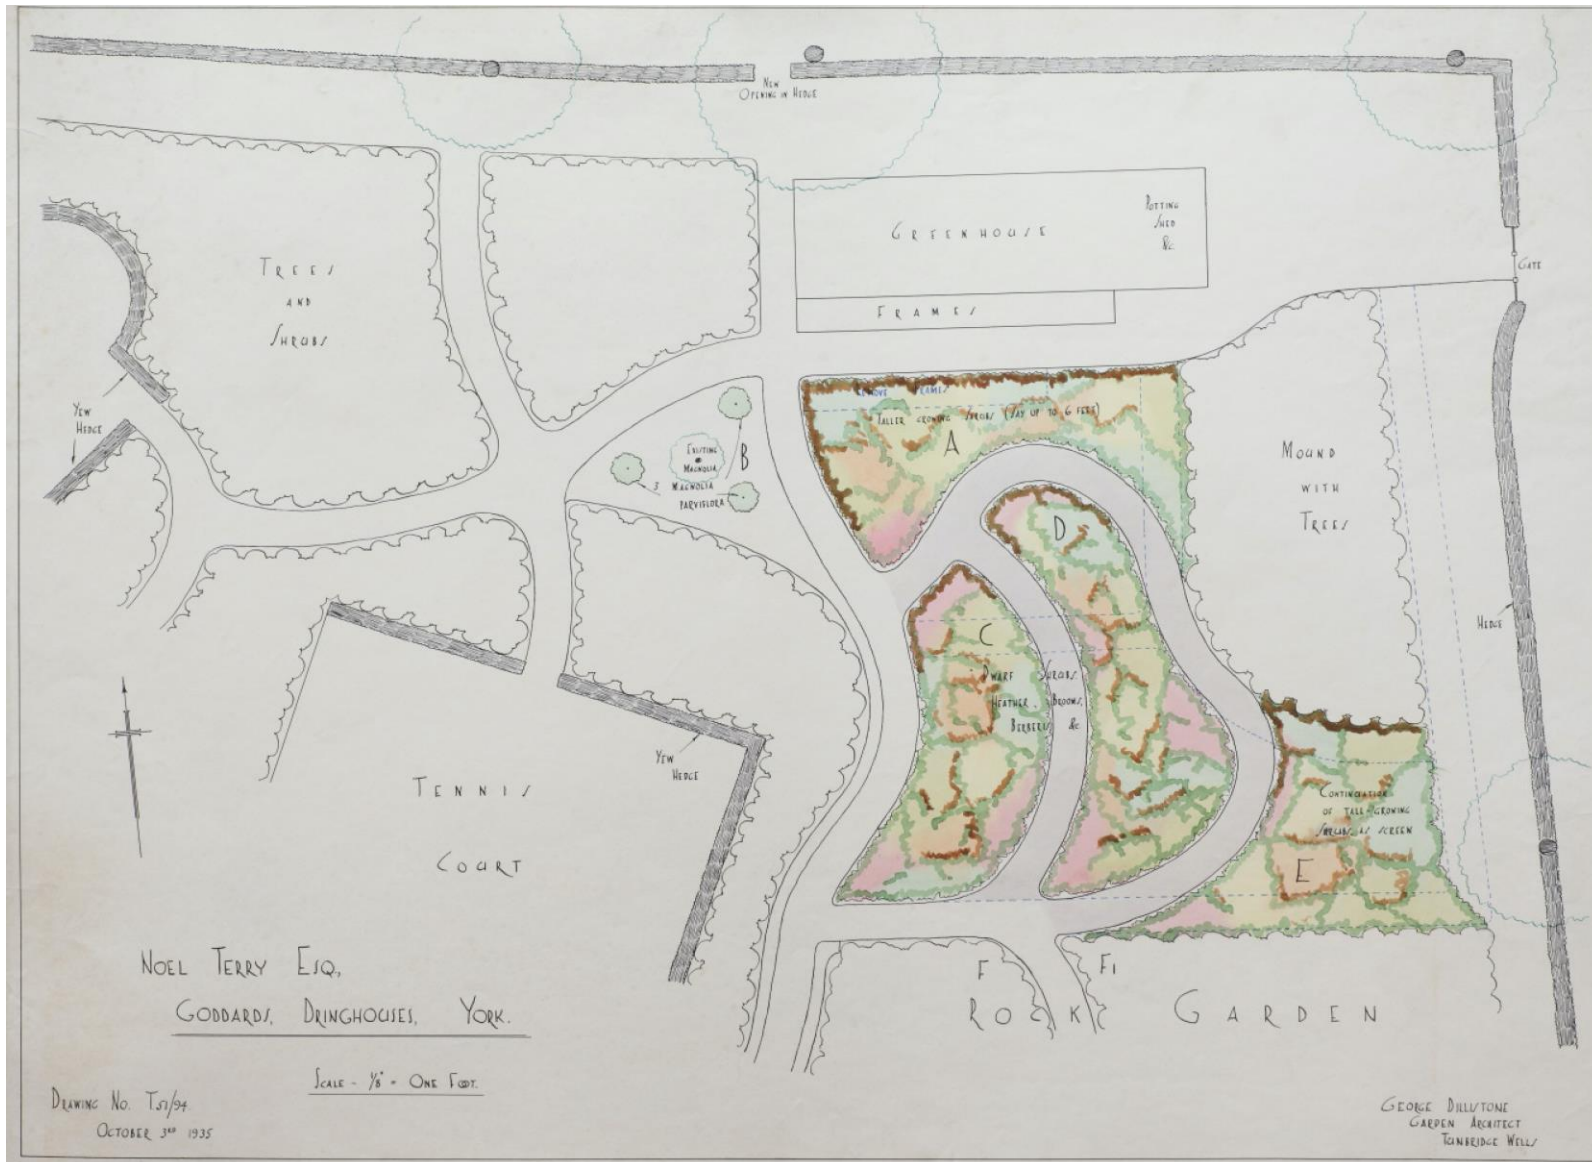 New
Opening in Hedge
Greenhouse
Potting
Shed
&c
Frames
Gate
Trees
and
Shrubs
Yew
Hedge
Remove Frames
Taller growing shrubs (say up to 6 feet)
A
Existing
Magnolia
B
3 Magnolia
Parviflora
Mound
with
Trees
D
C
Dwarf Shrubs
Heather, Brooms,
Berberis &c
Hedge
Yew
Hedge
Tennis
Court
Continuation
of tall-growing
shrubs as screen
E
F
F1
Rock Garden
Noel Terry Esq,
Goddards, Dringhouses, York.
Scale - 1/8" = One Foot.
Drawing No. T51/94
October 3rd 1935
George Dillistone
Garden Architect
Tunbridge Wells